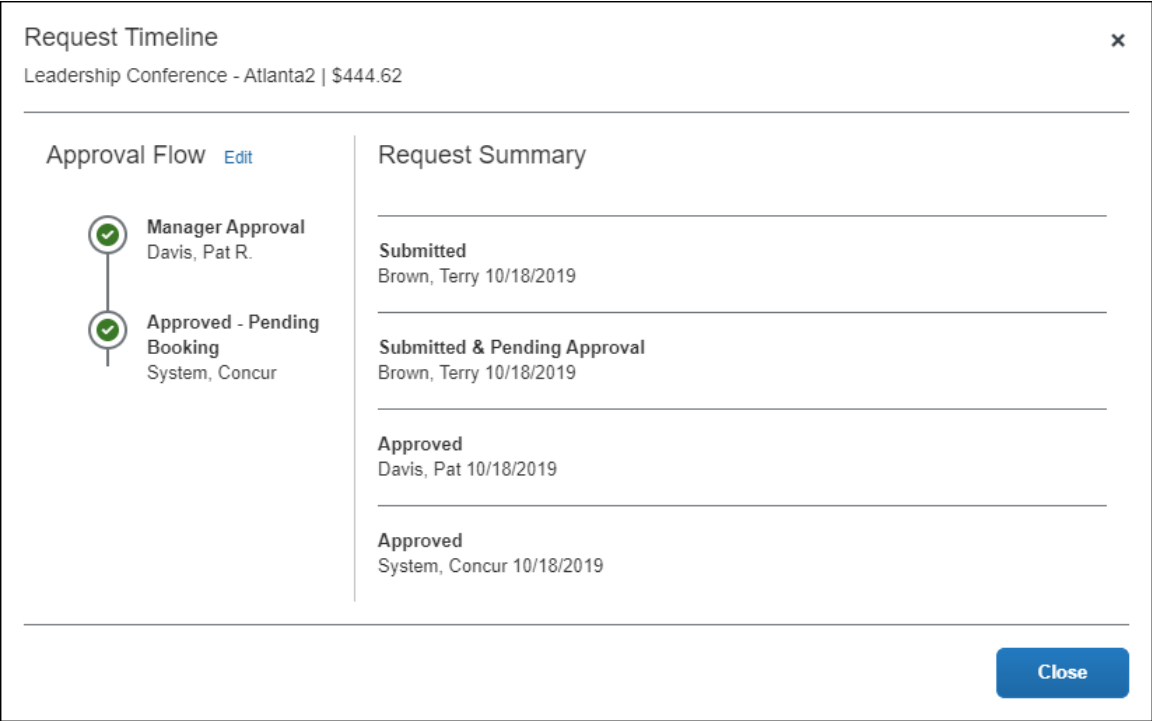 Request Timeline
Leadership Conference - Atlanta2 | $444.62
Approval Flow Edit
Manager Approval
Davis, Pat R.
Approved - Pending
Booking
System, Concur
Request Summary
Submitted
Brown, Terry 10/18/2019
Submitted & Pending Approval
Brown, Terry 10/18/2019
Approved
Davis, Pat 10/18/2019
Approved
System, Concur 10/18/2019
Close